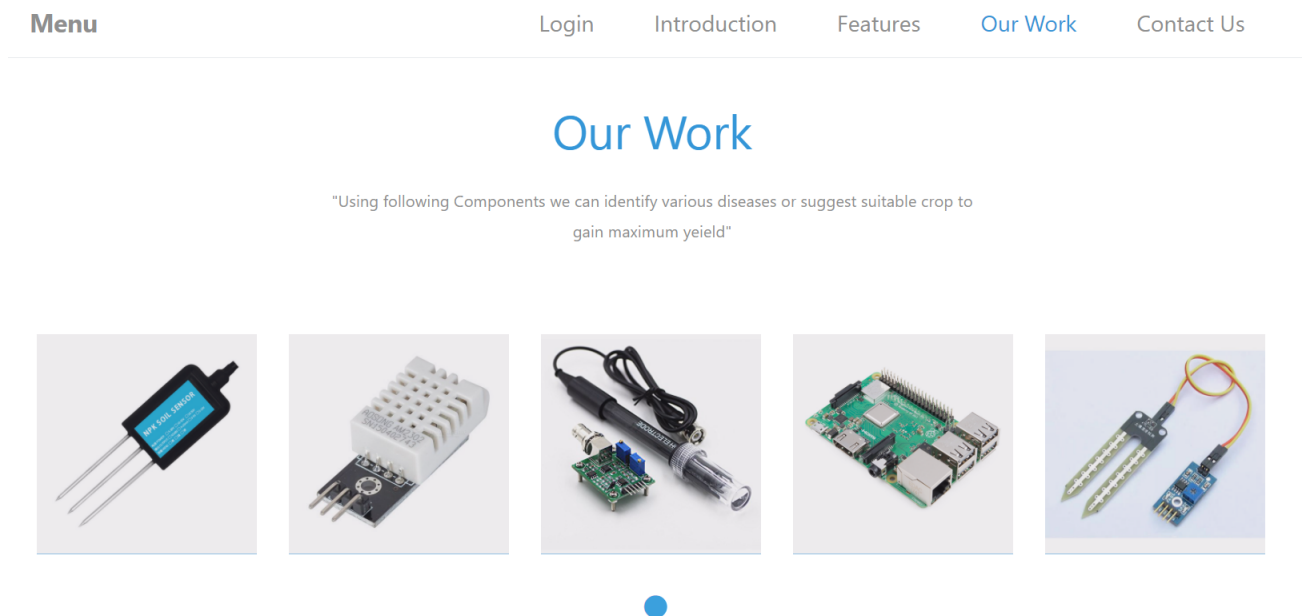 Menu
Login
Introduction
Features
Our Work
Contact Us
Our Work
"Using following Components we can identify various diseases or suggest suitable crop to
gain maximum yeield"
NPK SOIL SENSOR